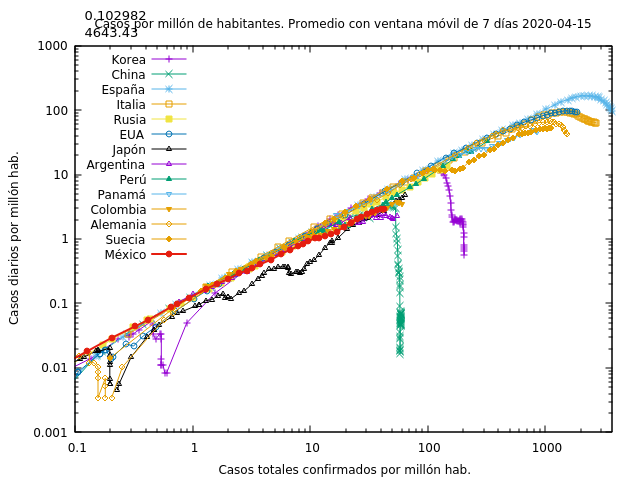 0.102982
Casos por millón de habitantes. Promedio con ventana móvil de 7 días 2020-04-15
4643.43
1000
100
10
1
0.1
0.01
0.001
Korea
China
España
Italia
Rusia
EUA
Japón
Argentina
Perú
Panamá
Colombia
Alemania
Suecia
México
Casos diarios por millón hab.
0.1 1 10 100 1000
Casos totales confirmados por millón hab.